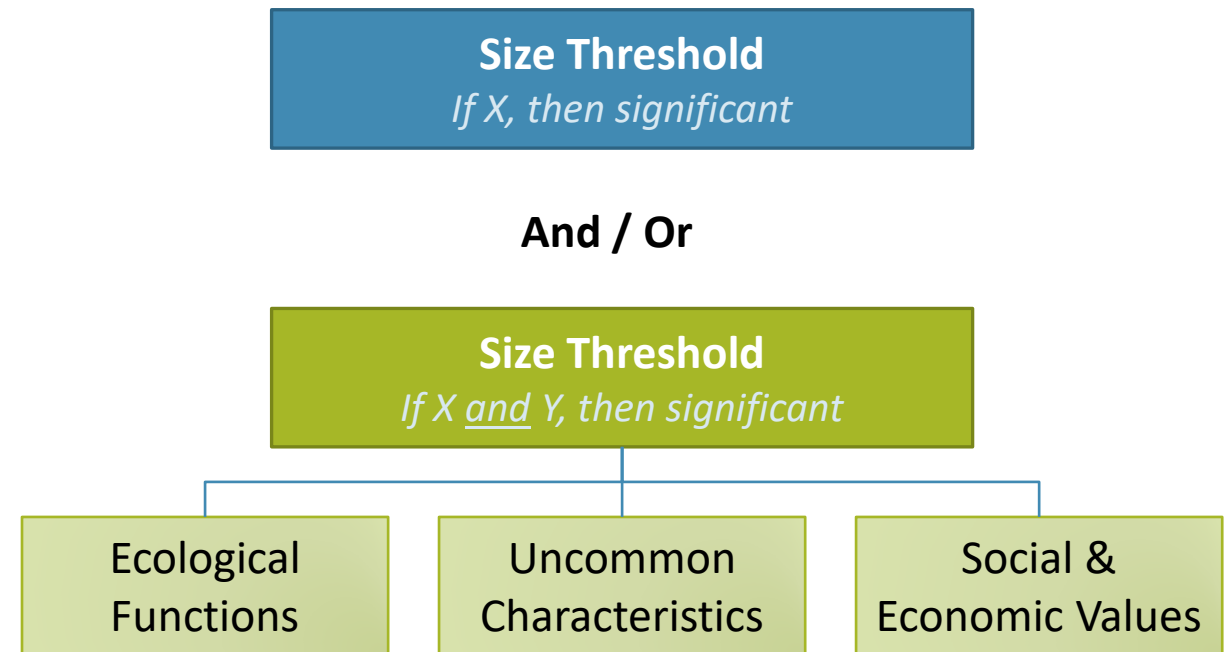 Size Threshold
If X, then significant
And / Or
Size Threshold
If X and Y, then significant
Ecological
Functions
Uncommon
Characteristics
Social &
Economic Values